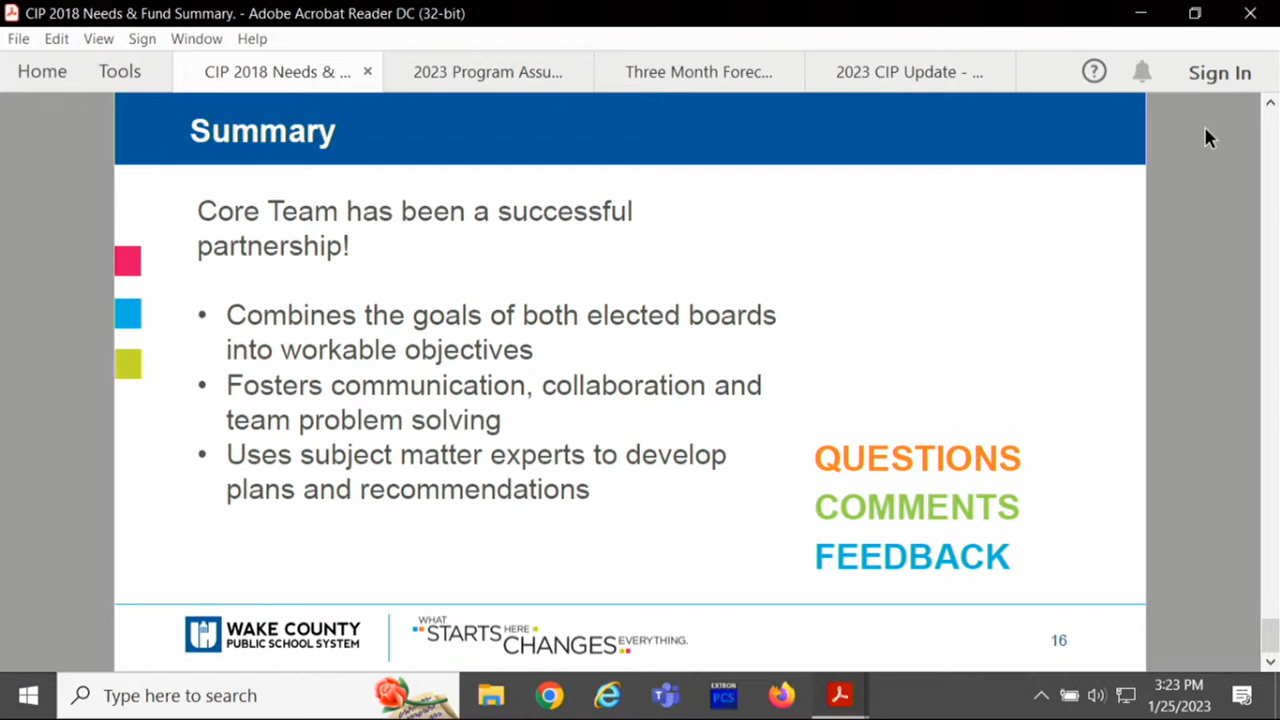 CIP 2018 Needs & Fund Summary. - Adobe Acrobat Reader DC (32-bit)
File Edit View Sign Window Help
Home Tools CIP 2018 Needs & ... × 2023 Program Assu... Three Month Forec... 2023 CIP Update - ... ? Sign In
Summary
Core Team has been a successful
partnership!
• Combines the goals of both elected boards
into workable objectives
• Fosters communication, collaboration and
team problem solving
• Uses subject matter experts to develop
plans and recommendations
QUESTIONS
COMMENTS
FEEDBACK
WAKE COUNTY
PUBLIC SCHOOL SYSTEM
WHAT
STARTS HERE
CHANGES EVERYTHING.
16
Type here to search
EXTRON
PCS
3:23 PM
1/25/2023